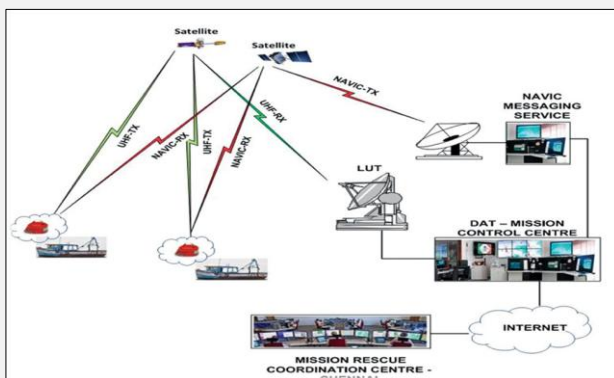 Satellite
Satellite
NAVIC-TX
UHF-TX
NAVIC-RX
UHF-TX
NAVIC-RX
UHF-RX
NAVIC
MESSAGING
SERVICE
LUT
DAT – MISSION
CONTROL CENTRE
INTERNET
MISSION RESCUE
COORDINATION CENTRE -